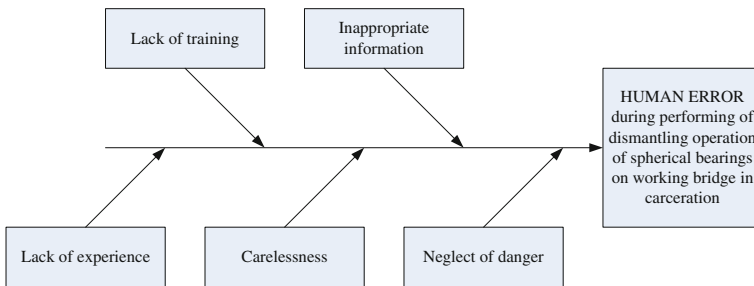 Lack of training
Inappropriate
information
HUMAN ERROR
during performing of
dismantling operation
of spherical bearings
on working bridge in
carceration
Lack of experience
Carelessness
Neglect of danger